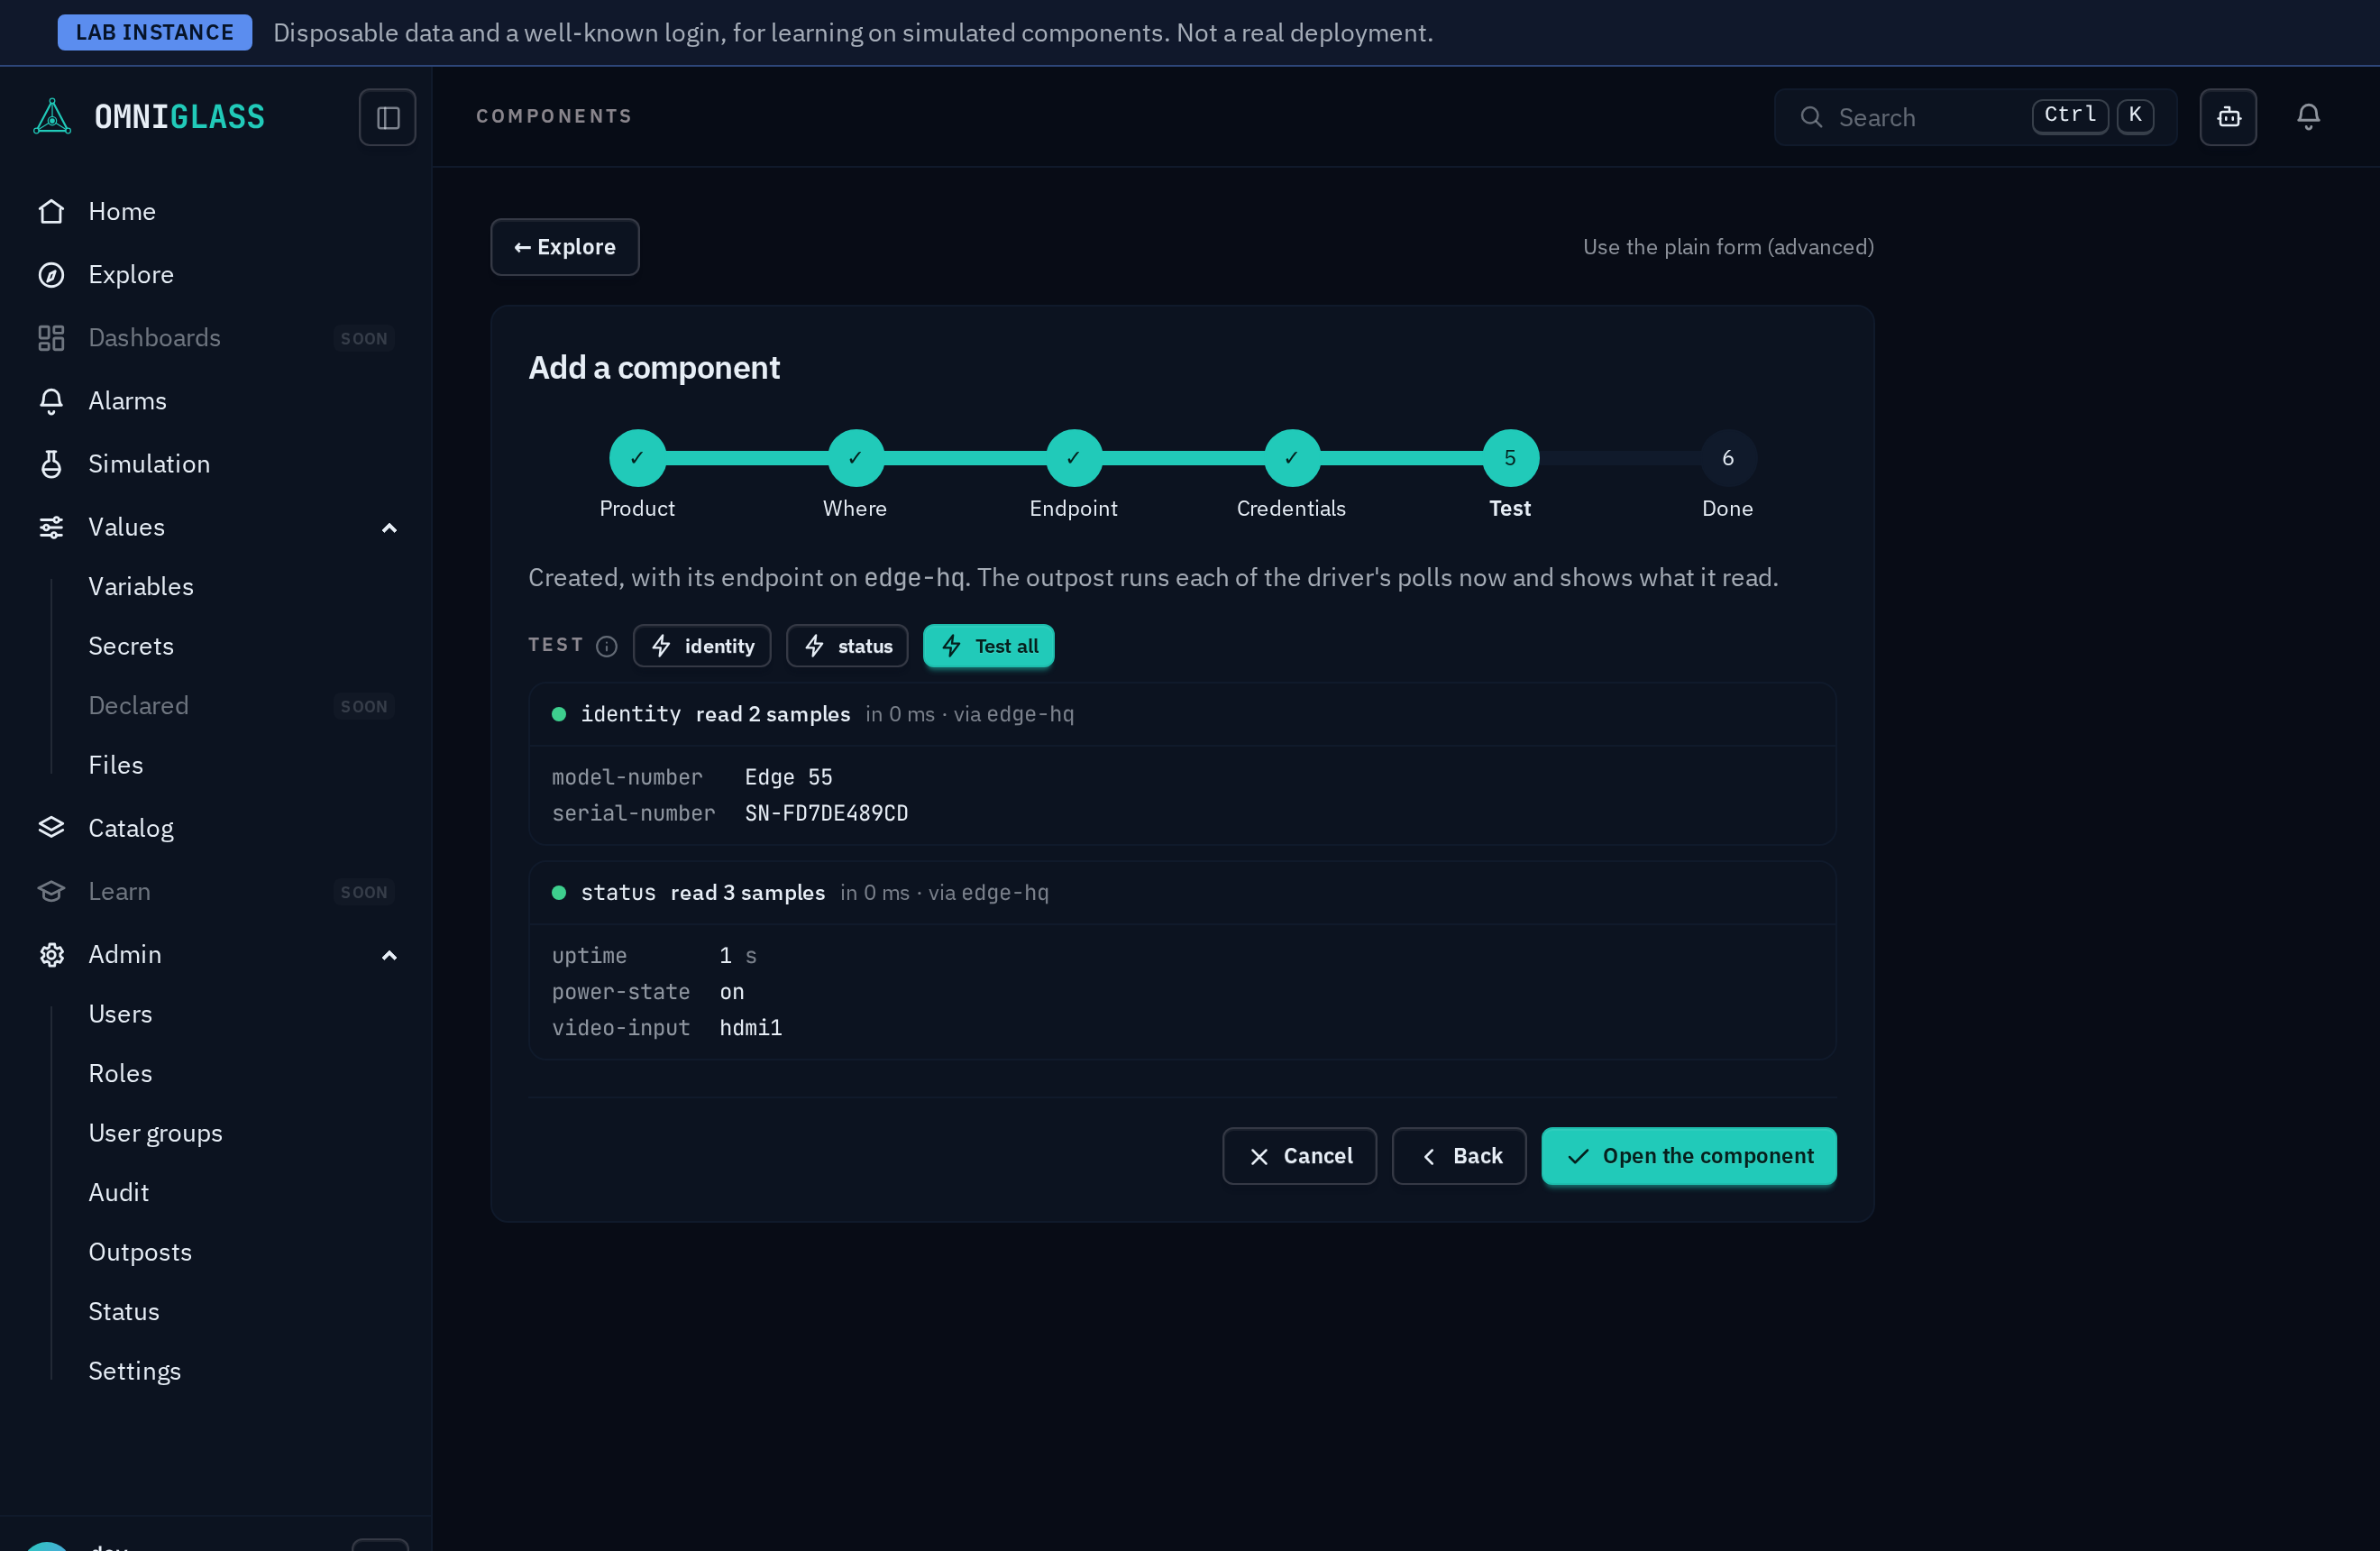 LAB INSTANCE Disposable data and a well-known login, for learning on simulated components. Not a real deployment.
OMNIGLASS
COMPONENTS
Search Ctrl K
Home
Explore
Dashboards SOON
Alarms
Simulation
Values
Variables
Secrets
Declared SOON
Files
Catalog
Learn SOON
Admin
Users
Roles
User groups
Audit
Outposts
Status
Settings
← Explore
Use the plain form (advanced)
Add a component
✓ ✓ ✓ ✓ 5 6
Product Where Endpoint Credentials Test Done
Created, with its endpoint on edge-hq. The outpost runs each of the driver's polls now and shows what it read.
TEST identity status Test all
identity read 2 samples in 0 ms · via edge-hq
model-number Edge 55
serial-number SN-FD7DE489CD
status read 3 samples in 0 ms · via edge-hq
uptime 1 s
power-state on
video-input hdmi1
Cancel Back Open the component